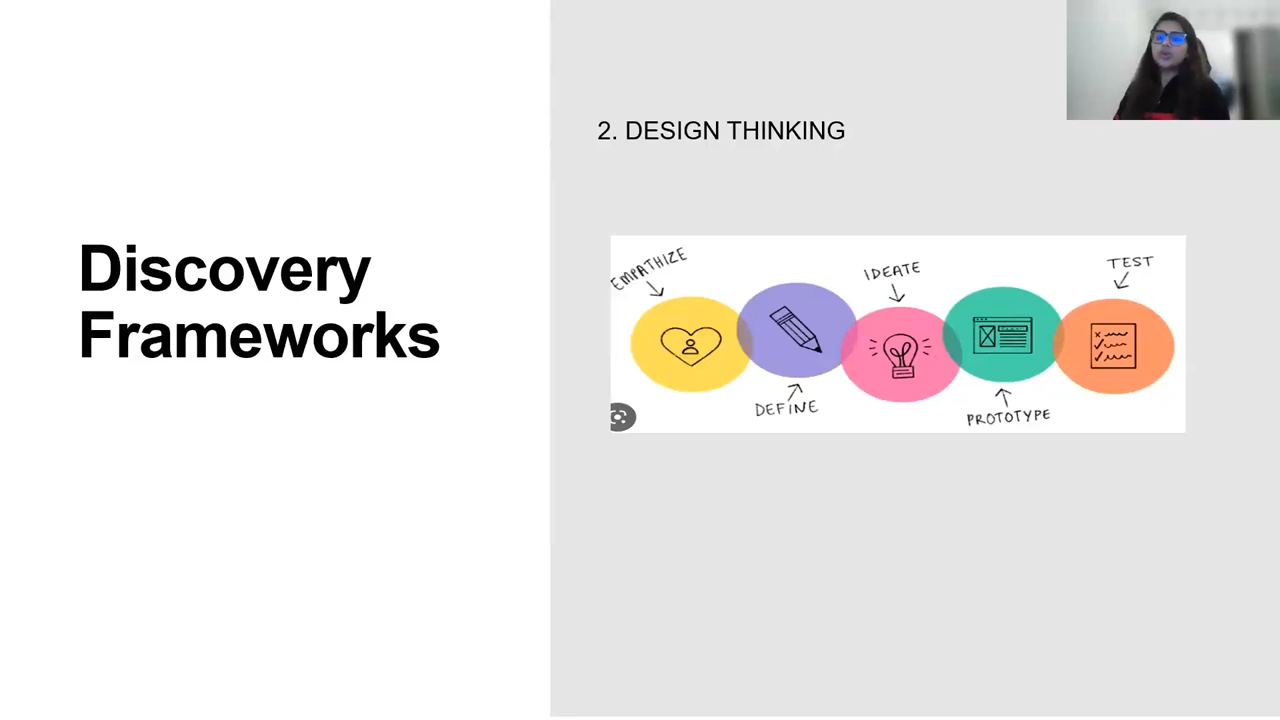 Discovery
Frameworks
2. DESIGN THINKING
EMPATHIZE
IDEATE
TEST
DEFINE
PROTOTYPE